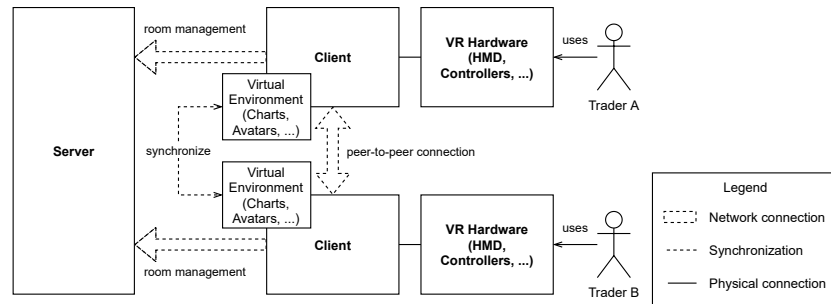 room management
Client
VR Hardware
(HMD,
Controllers, ...)
uses
Trader A
Virtual
Environment
(Charts,
Avatars, ...)
Server
synchronize
peer-to-peer connection
Virtual
Environment
(Charts,
Avatars, ...)
Client
room management
VR Hardware
(HMD,
Controllers, ...)
uses
Trader B
Legend
Network connection
Synchronization
Physical connection